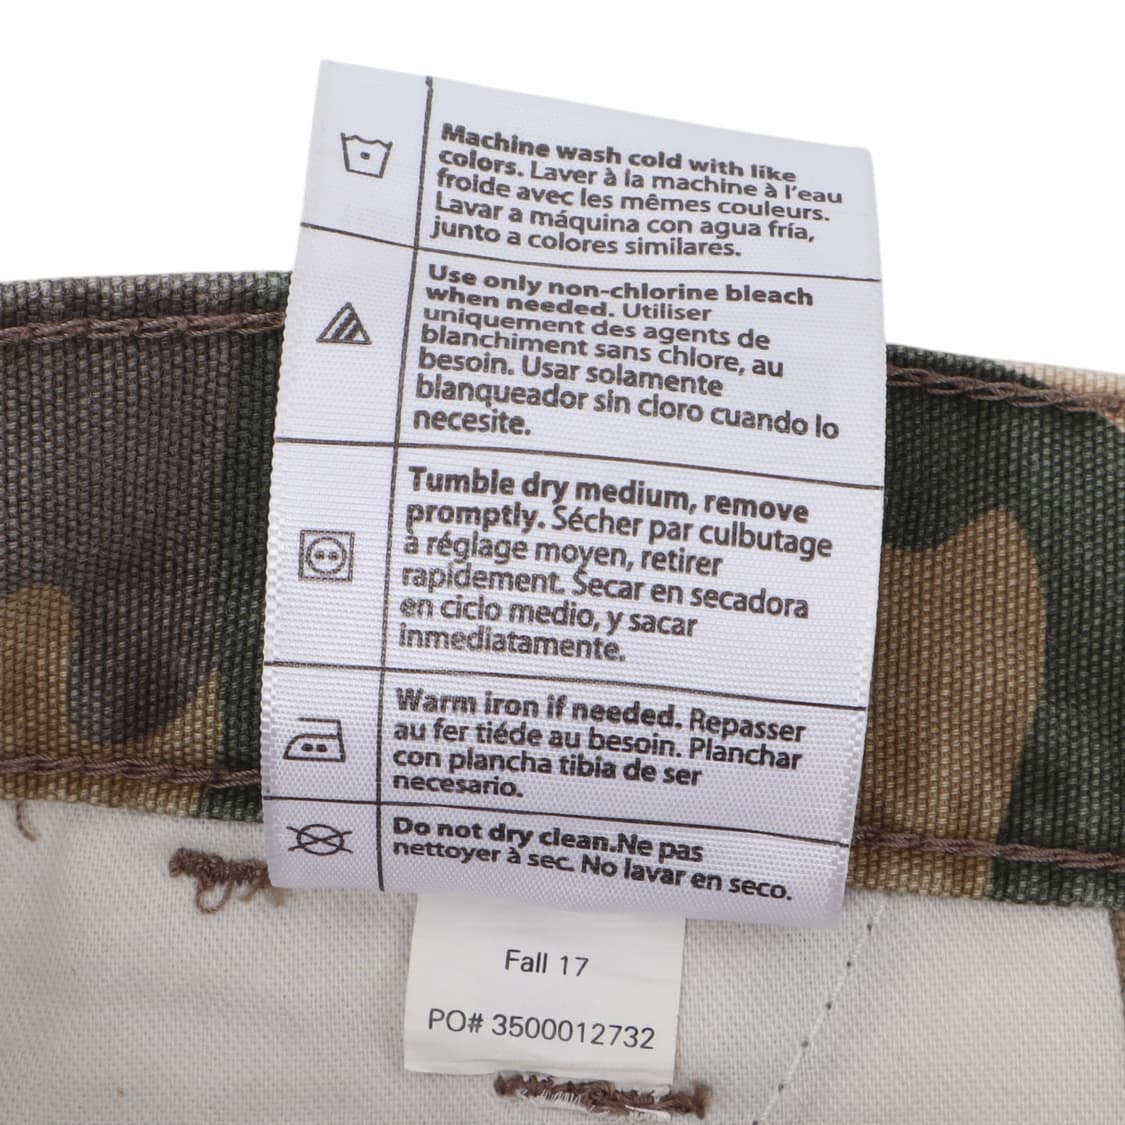 Machine wash cold with like
colors. Laver à la machine à l'eau
froide avec les mêmes couleurs.
Lavar a máquina con agua fría,
junto a colores similares.
Use only non-chlorine bleach
when needed. Utiliser
uniquement des agents de
blanchiment sans chlore, au
besoin. Usar solamente
blanqueador sin cloro cuando lo
necesite.
Tumble dry medium, remove
promptly. Sécher par culbutage
à réglage moyen, retirer
rapidement. Secar en secadora
en ciclo medio, y sacar
inmediatamente.
Warm iron if needed. Repasser
au fer tiéde au besoin. Planchar
con plancha tibia de ser
necesario.
Do not dry clean.Ne pas
nettoyer à sec. No lavar en seco.
Fall 17
PO# 3500012732